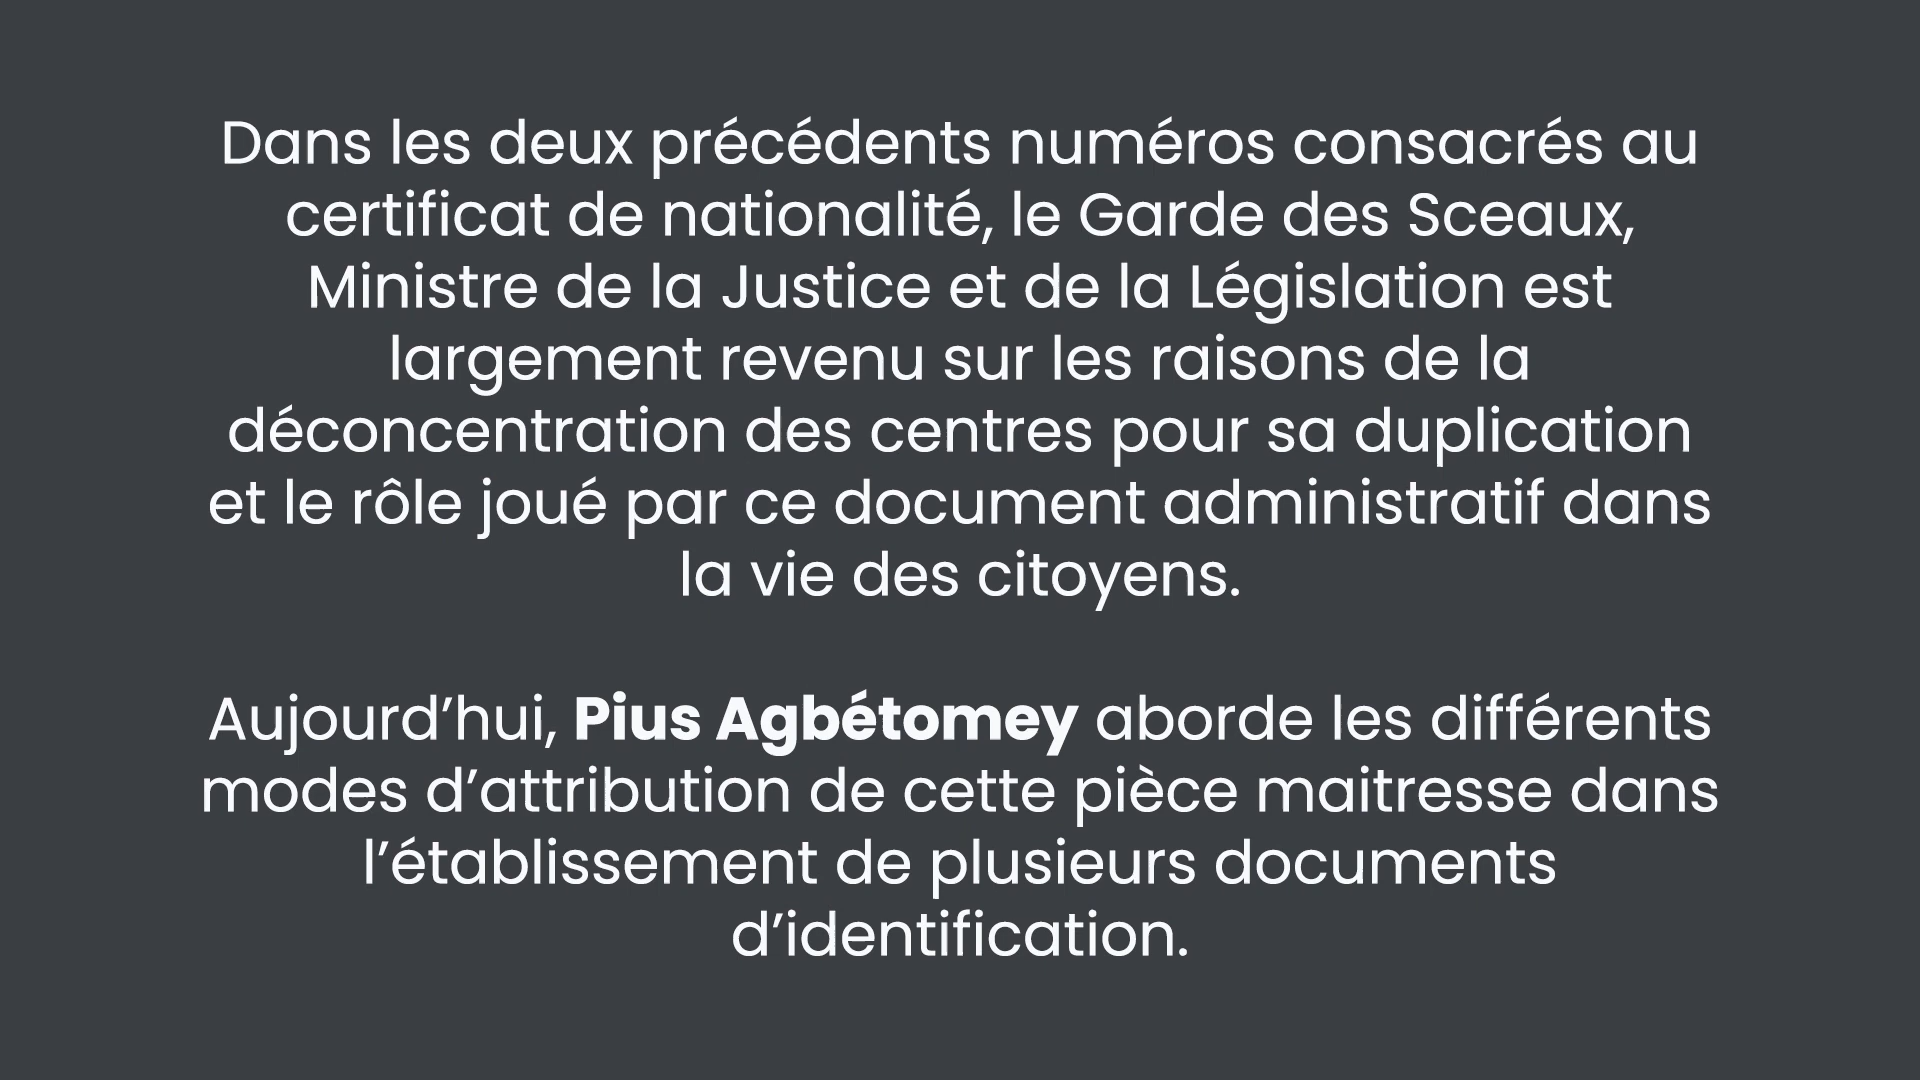 Dans les deux précédents numéros consacrés au
certificat de nationalité, le Garde des Sceaux,
Ministre de la Justice et de la Législation est
largement revenu sur les raisons de la
déconcentration des centres pour sa duplication
et le rôle joué par ce document administratif dans
la vie des citoyens.
Aujourd’hui, Pius Agbétomey aborde les différents
modes d’attribution de cette pièce maitresse dans
l’établissement de plusieurs documents
d’identification.